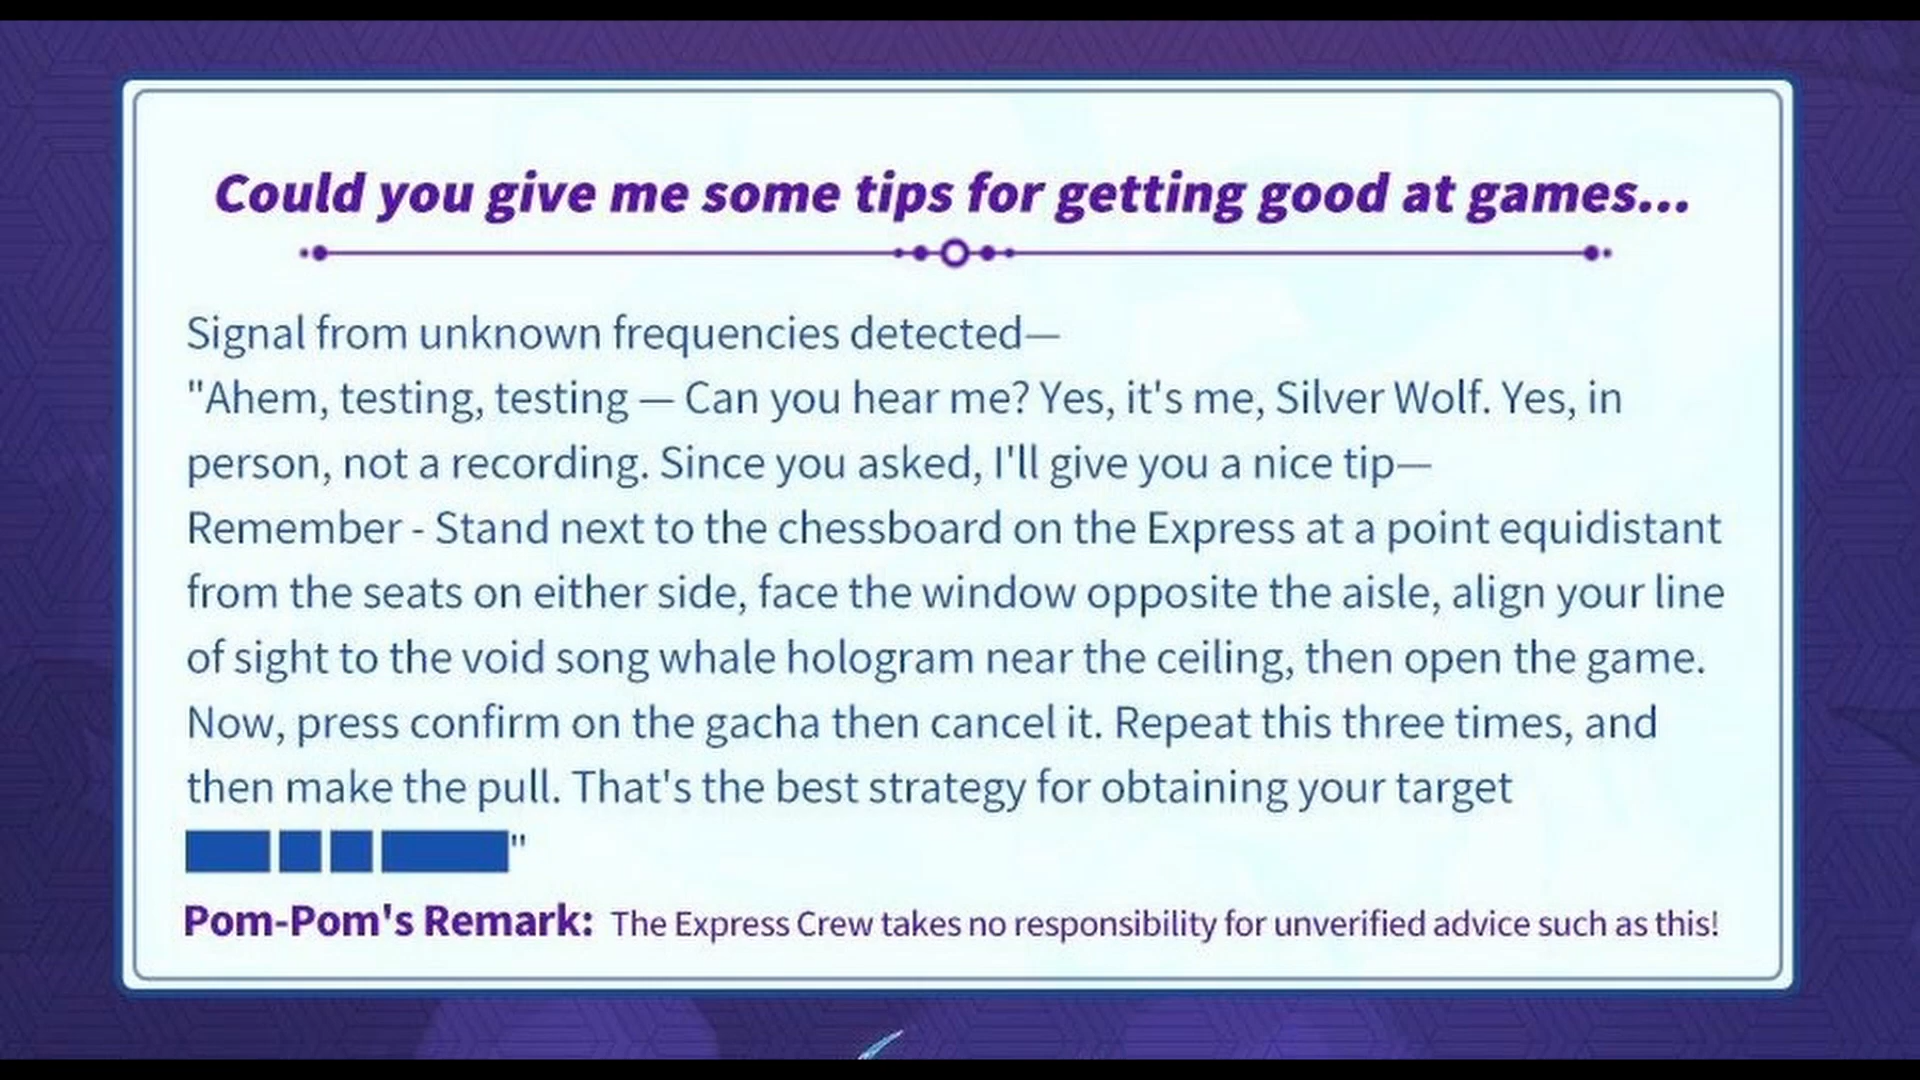 Could you give me some tips for getting good at games...
Signal from unknown frequencies detected—
"Ahem, testing, testing — Can you hear me? Yes, it's me, Silver Wolf. Yes, in
person, not a recording. Since you asked, I'll give you a nice tip—
Remember - Stand next to the chessboard on the Express at a point equidistant
from the seats on either side, face the window opposite the aisle, align your line
of sight to the void song whale hologram near the ceiling, then open the game.
Now, press confirm on the gacha then cancel it. Repeat this three times, and
then make the pull. That's the best strategy for obtaining your target
"
Pom-Pom's Remark: The Express Crew takes no responsibility for unverified advice such as this!